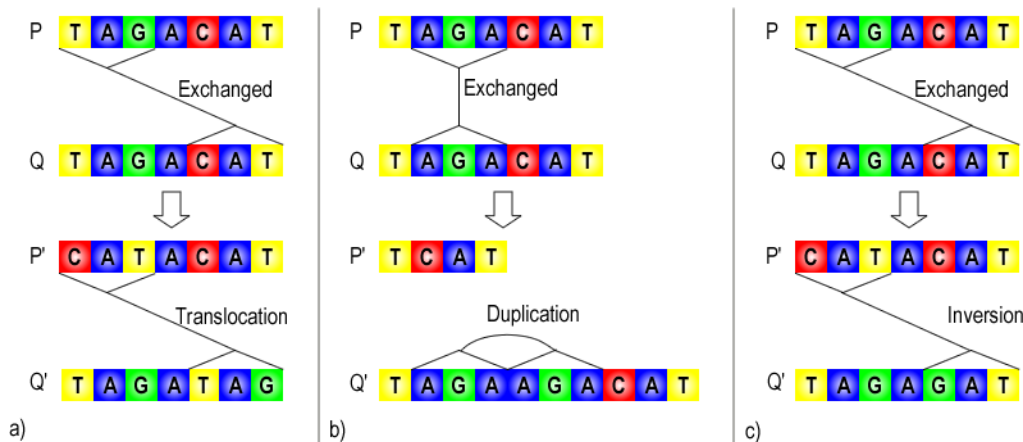 P T A G A C A T
Exchanged
Q T A G A C A T
P' C A T A C A T
Translocation
Q' T A G A T A G
a)
P T A G A C A T
Exchanged
Q T A G A C A T
P' T C A T
Duplication
Q' T A G A A G A C A T
b)
P T A G A C A T
Exchanged
Q T A G A C A T
P' C A T A C A T
Inversion
Q' T A G A G A T
c)